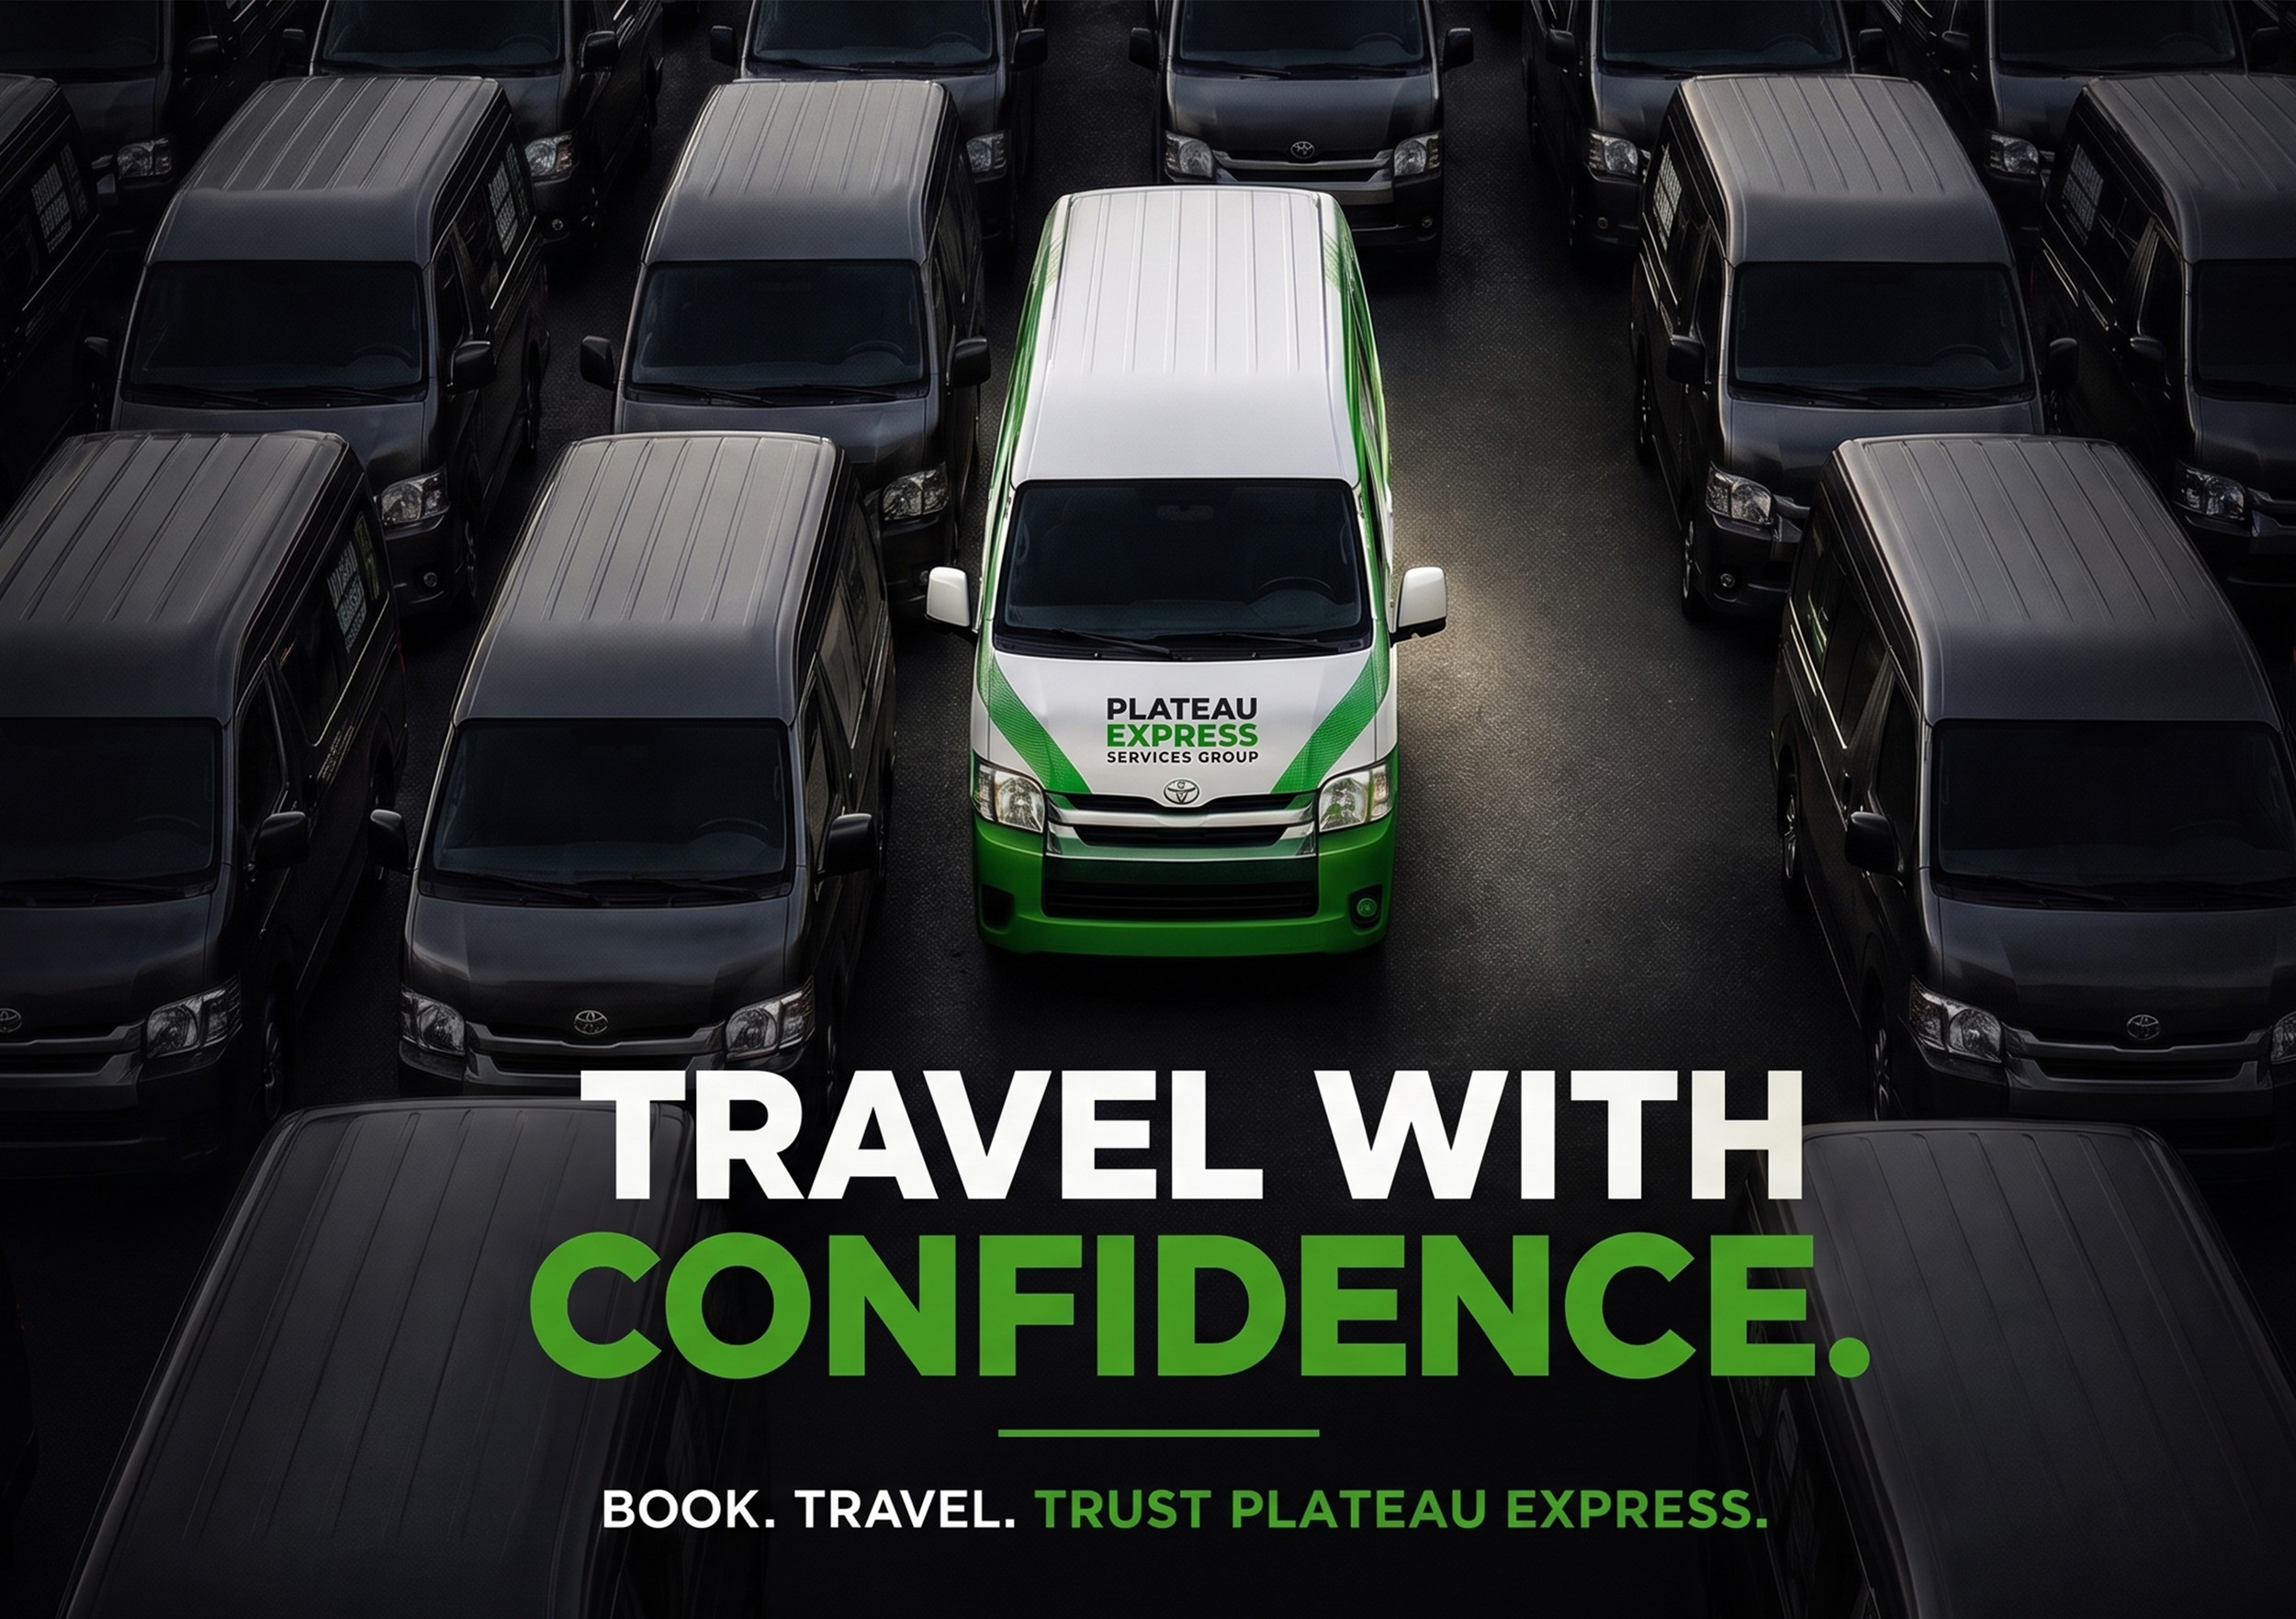 PLATEAU
EXPRESS
SERVICES GROUP
TRAVEL WITH
CONFIDENCE.
BOOK. TRAVEL. TRUST PLATEAU EXPRESS.